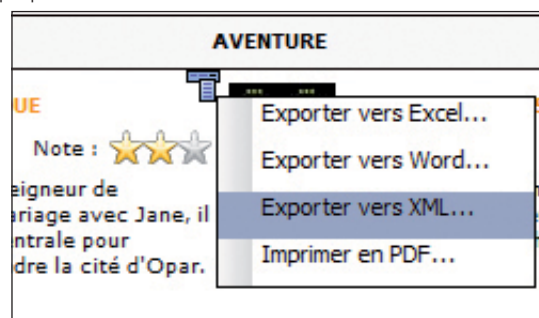 AVENTURE
UE
Note :
Exporter vers Excel...
Exporter vers Word...
Exporter vers XML...
Imprimer en PDF...
eigneur de
ariage avec Jane, il
entrale pour
dre la cité d'Opar.